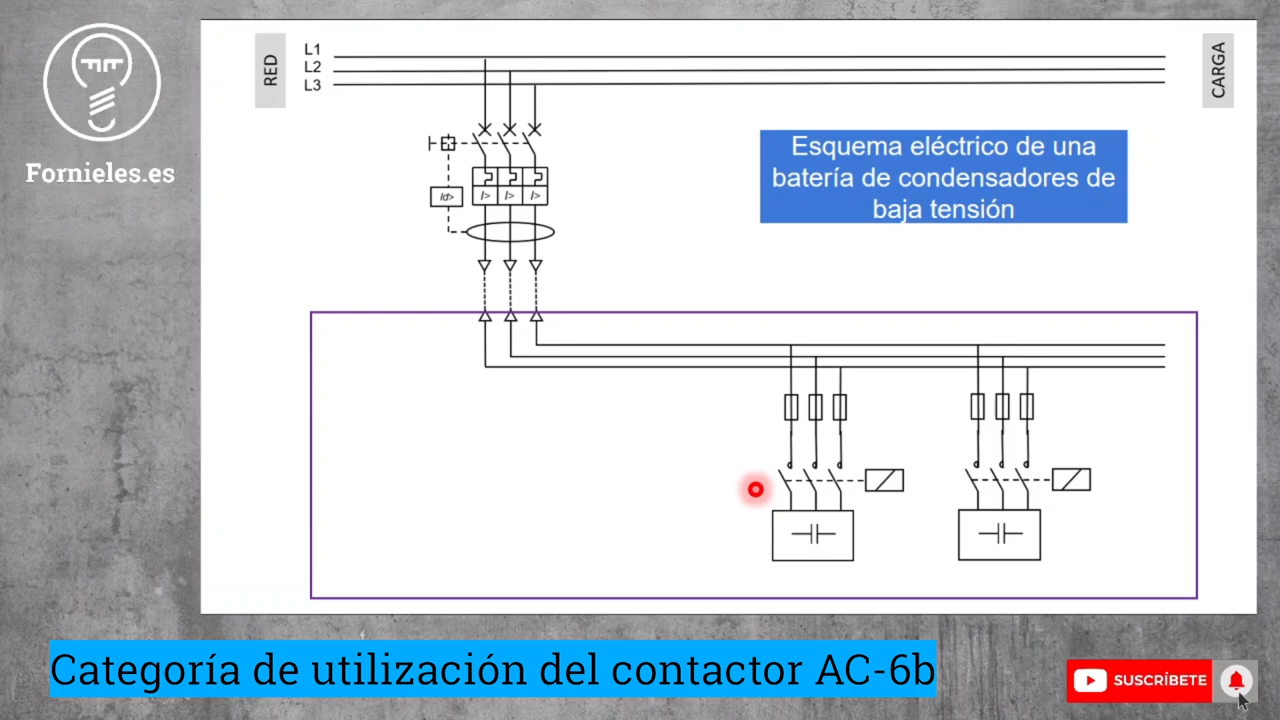 RED
L1
L2
L3
CARGA
Fornieles.es
Esquema eléctrico de una
batería de condensadores de
baja tensión
Id>
I>
I>
I>
Categoría de utilización del contactor AC-6b
SUSCRÍBETE